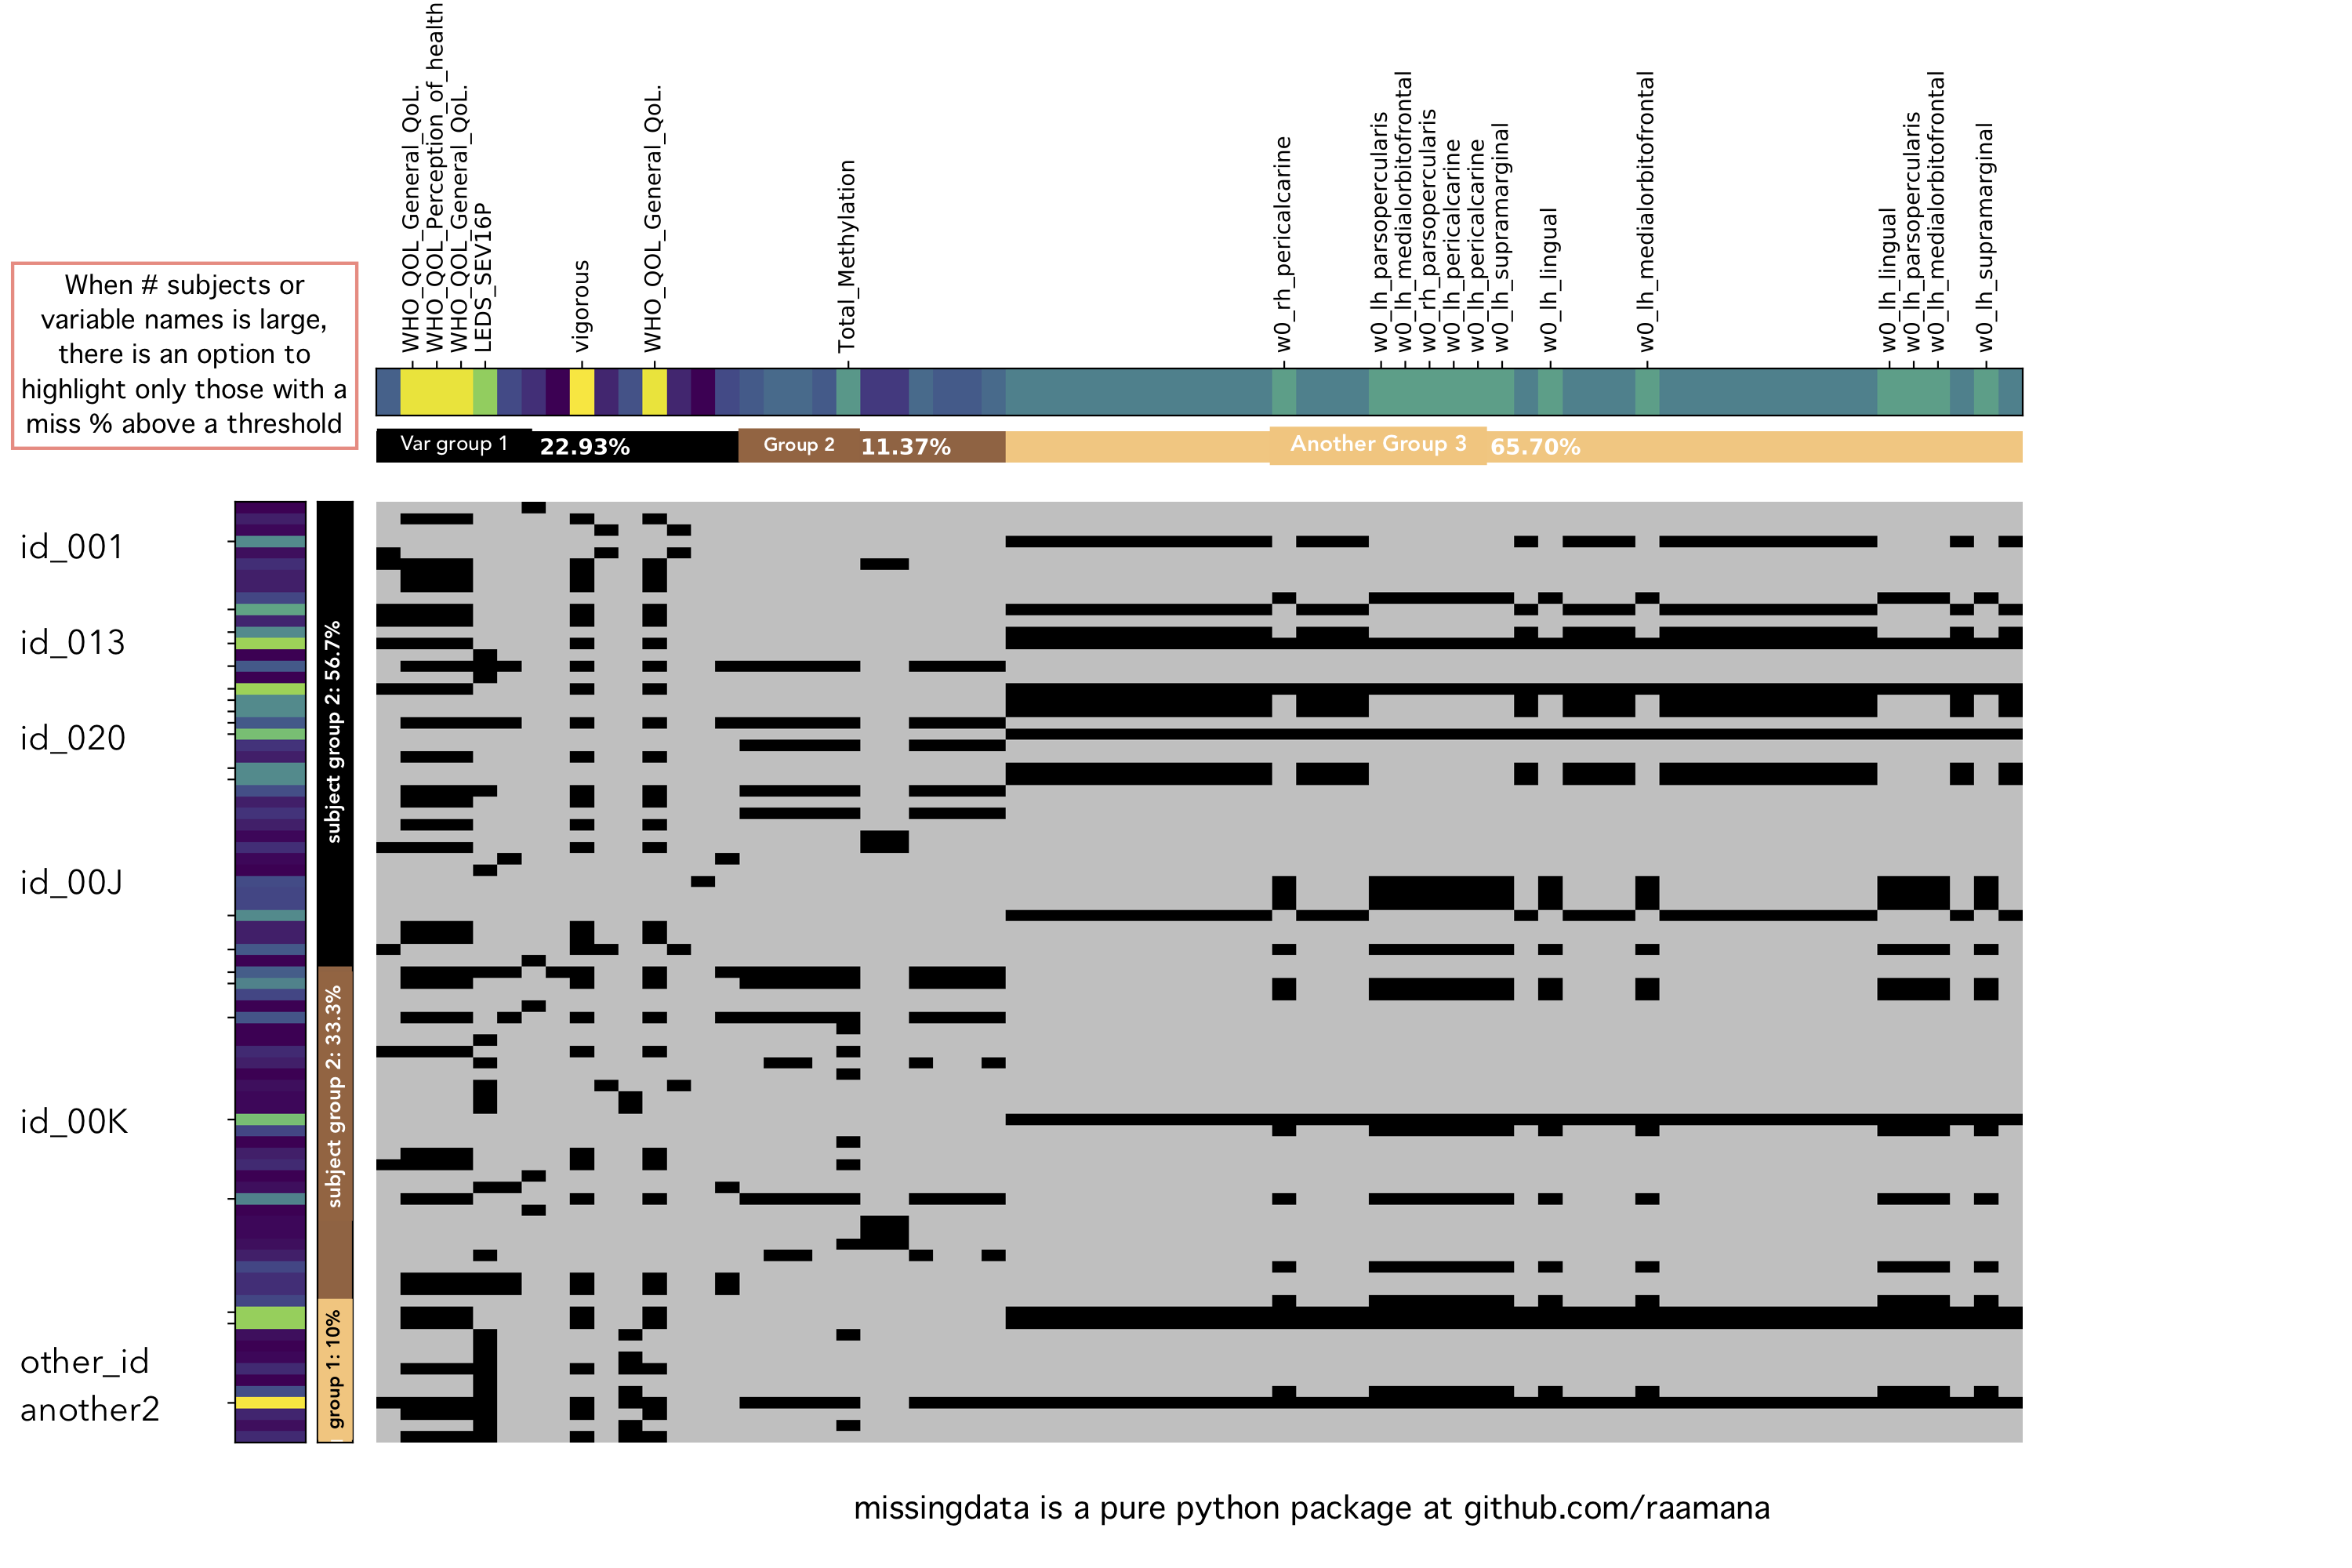 WHO_QOL_General_QoL.
WHO_QOL_Perception_of_health
WHO_QOL_General_QoL.
LEDS_SEV16P
vigorous
WHO_QOL_General_QoL.
Total_Methylation
w0_rh_pericalcarine
w0_lh_parsopercularis
w0_lh_medialorbitofrontal
w0_rh_parsopercularis
w0_lh_pericalcarine
w0_lh_pericalcarine
w0_lh_supramarginal
w0_lh_lingual
w0_lh_medialorbitofrontal
w0_lh_lingual
w0_lh_parsopercularis
w0_lh_medialorbitofrontal
w0_lh_supramarginal
When # subjects or
variable names is large,
there is an option to
highlight only those with a
miss % above a threshold
Var group 1 22.93%
Group 2 11.37%
Another Group 3 65.70%
id_001
id_013
id_020
id_00J
id_00K
other_id
another2
subject group 2: 56.7%
subject group 2: 33.3%
group 1: 10%
missingdata is a pure python package at github.com/raamana